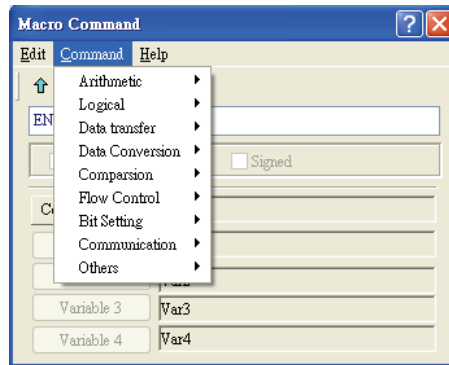 Macro Command
Edit Command Help
Arithmetic
Logical
Data transfer
Data Conversion
Comparsion
Flow Control
Bit Setting
Communication
Others
Signed
Variable 3 Var3
Variable 4 Var4